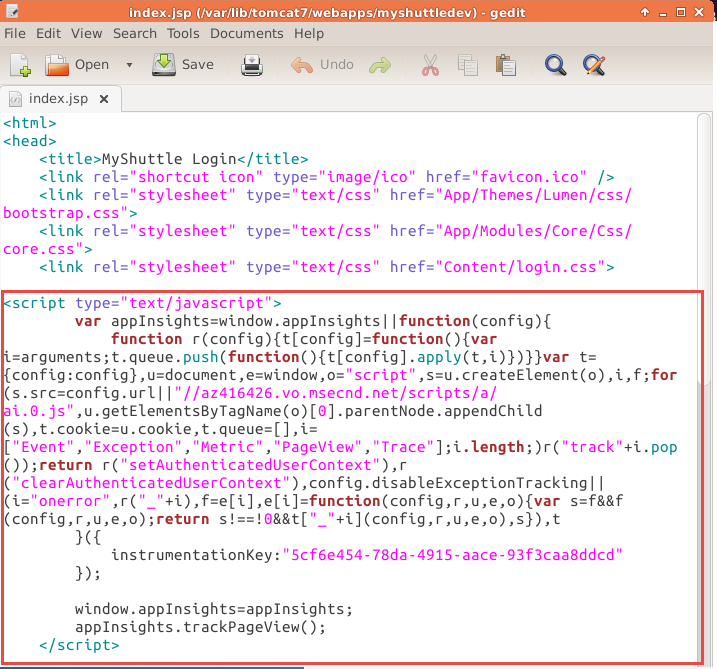 index.jsp (/var/lib/tomcat7/webapps/myshuttledev) - gedit
File Edit View Search Tools Documents Help
Open Save Undo
index.jsp
<html>
<head>
    <title>MyShuttle Login</title>
    <link rel="shortcut icon" type="image/ico" href="favicon.ico" />
    <link rel="stylesheet" type="text/css" href="App/Themes/Lumen/css/
bootstrap.css">
    <link rel="stylesheet" type="text/css" href="App/Modules/Core/Css/
core.css">
    <link rel="stylesheet" type="text/css" href="Content/login.css">
<script type="text/javascript">
        var appInsights=window.appInsights||function(config){
            function r(config){t[config]=function(){var
i=arguments;t.queue.push(function(){t[config].apply(t,i)})}}var t=
{config:config},u=document,e=window,o="script",s=u.createElement(o),i,f;for
(s.src=config.url||"//az416426.vo.msecnd.net/scripts/a/
ai.0.js",u.getElementsByTagName(o)[0].parentNode.appendChild
(s),t.cookie=u.cookie,t.queue=[],i=
["Event","Exception","Metric","PageView","Trace"];i.length;)r("track"+i.pop
());return r("setAuthenticatedUserContext"),r
("clearAuthenticatedUserContext"),config.disableExceptionTracking||
(i="onerror",r("_"+i),f=e[i],e[i]=function(config,r,u,e,o){var s=f&&f
(config,r,u,e,o);return s!==!0&&t["_"+i](config,r,u,e,o),s}),t
        }({
            instrumentationKey:"5cf6e454-78da-4915-aace-93f3caa8ddcd"
        });
        window.appInsights=appInsights;
        appInsights.trackPageView();
    </script>